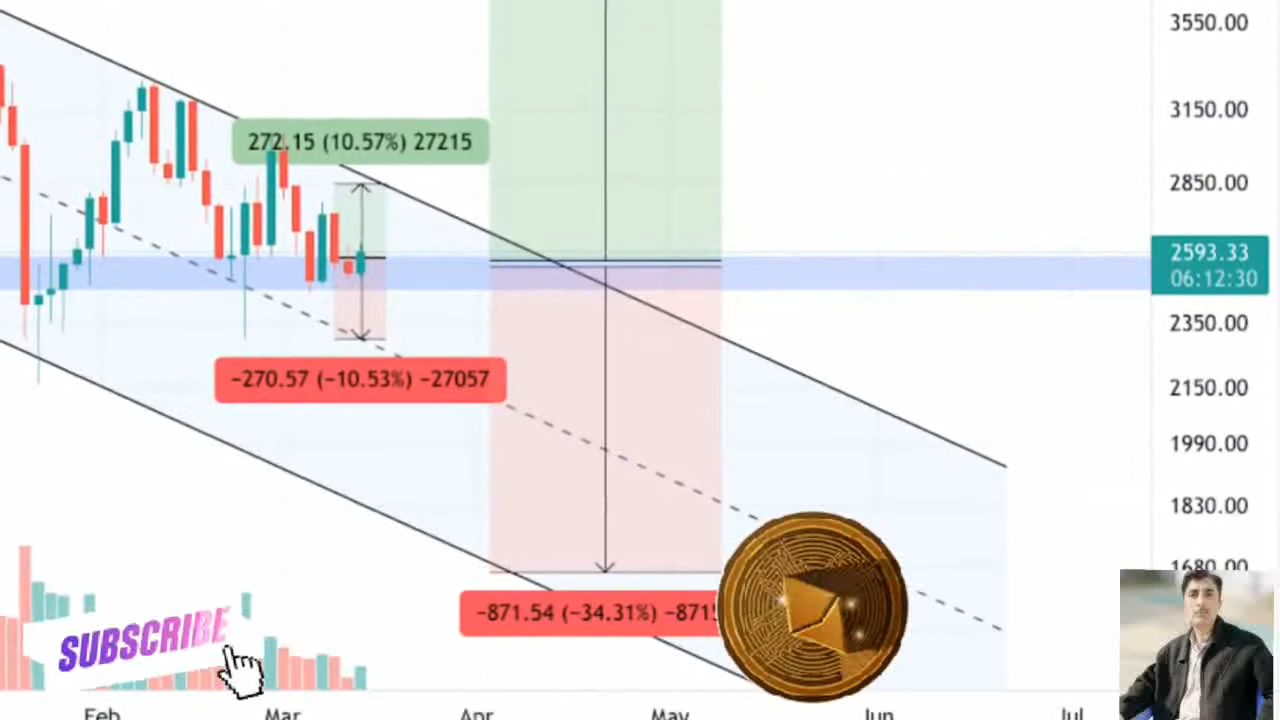 3550.00
3150.00
272.15 (10.57%) 27215
2850.00
2593.33
06:12:30
2350.00
−270.57 (−10.53%) −27057
2150.00
1990.00
1830.00
1680.00
−871.54 (−34.31%) −871
SUBSCRIBE
Feb Mar Apr May Jun Jul